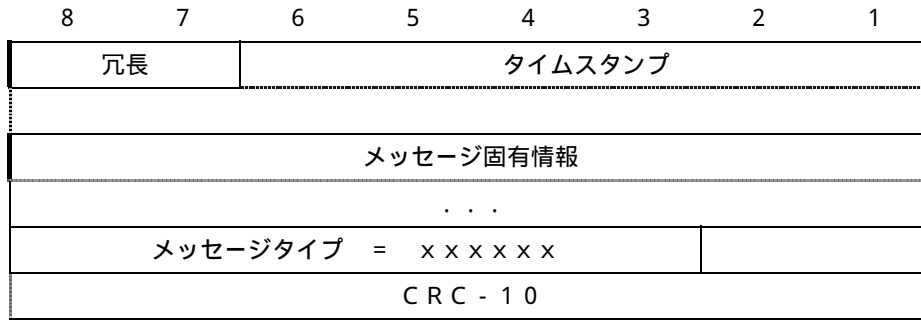 8 7 6 5 4 3 2 1
冗長 タイムスタンプ
メッセージ固有情報
. . .
メッセージタイプ = xxxxxx
CRC-10